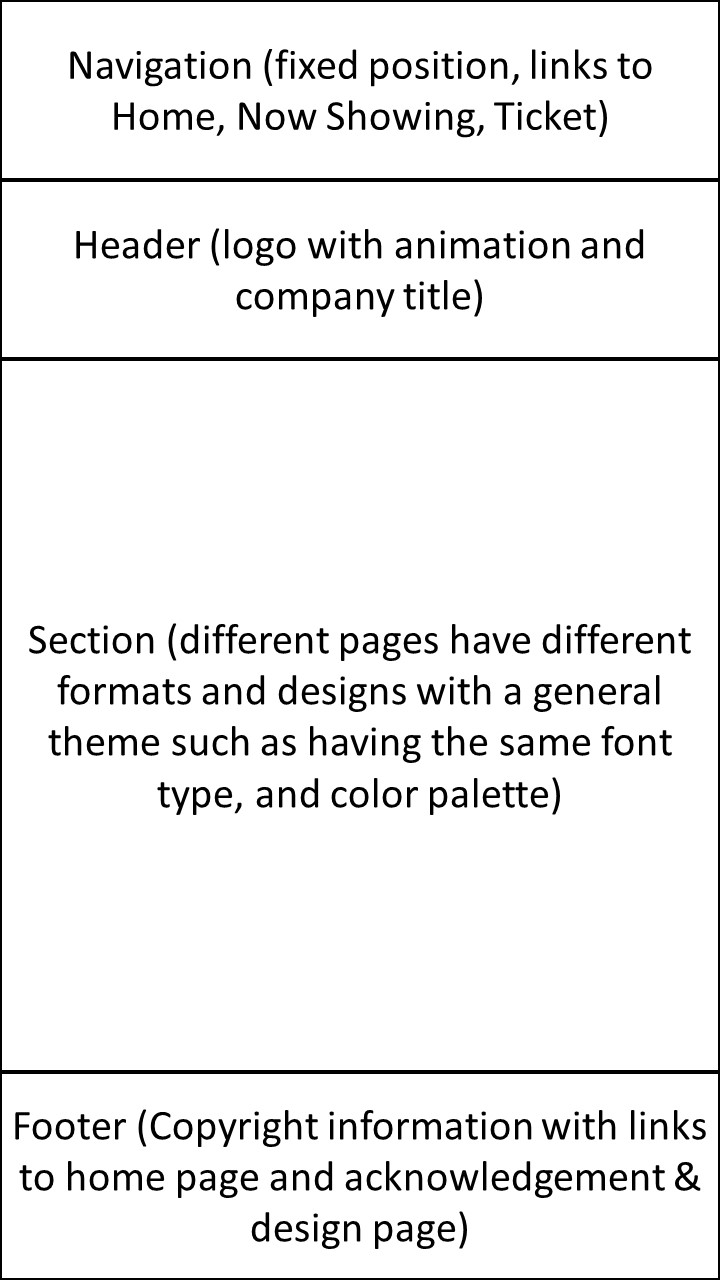 Navigation (fixed position, links to
Home, Now Showing, Ticket)
Header (logo with animation and
company title)
Section (different pages have different
formats and designs with a general
theme such as having the same font
type, and color palette)
Footer (Copyright information with links
to home page and acknowledgement &
design page)